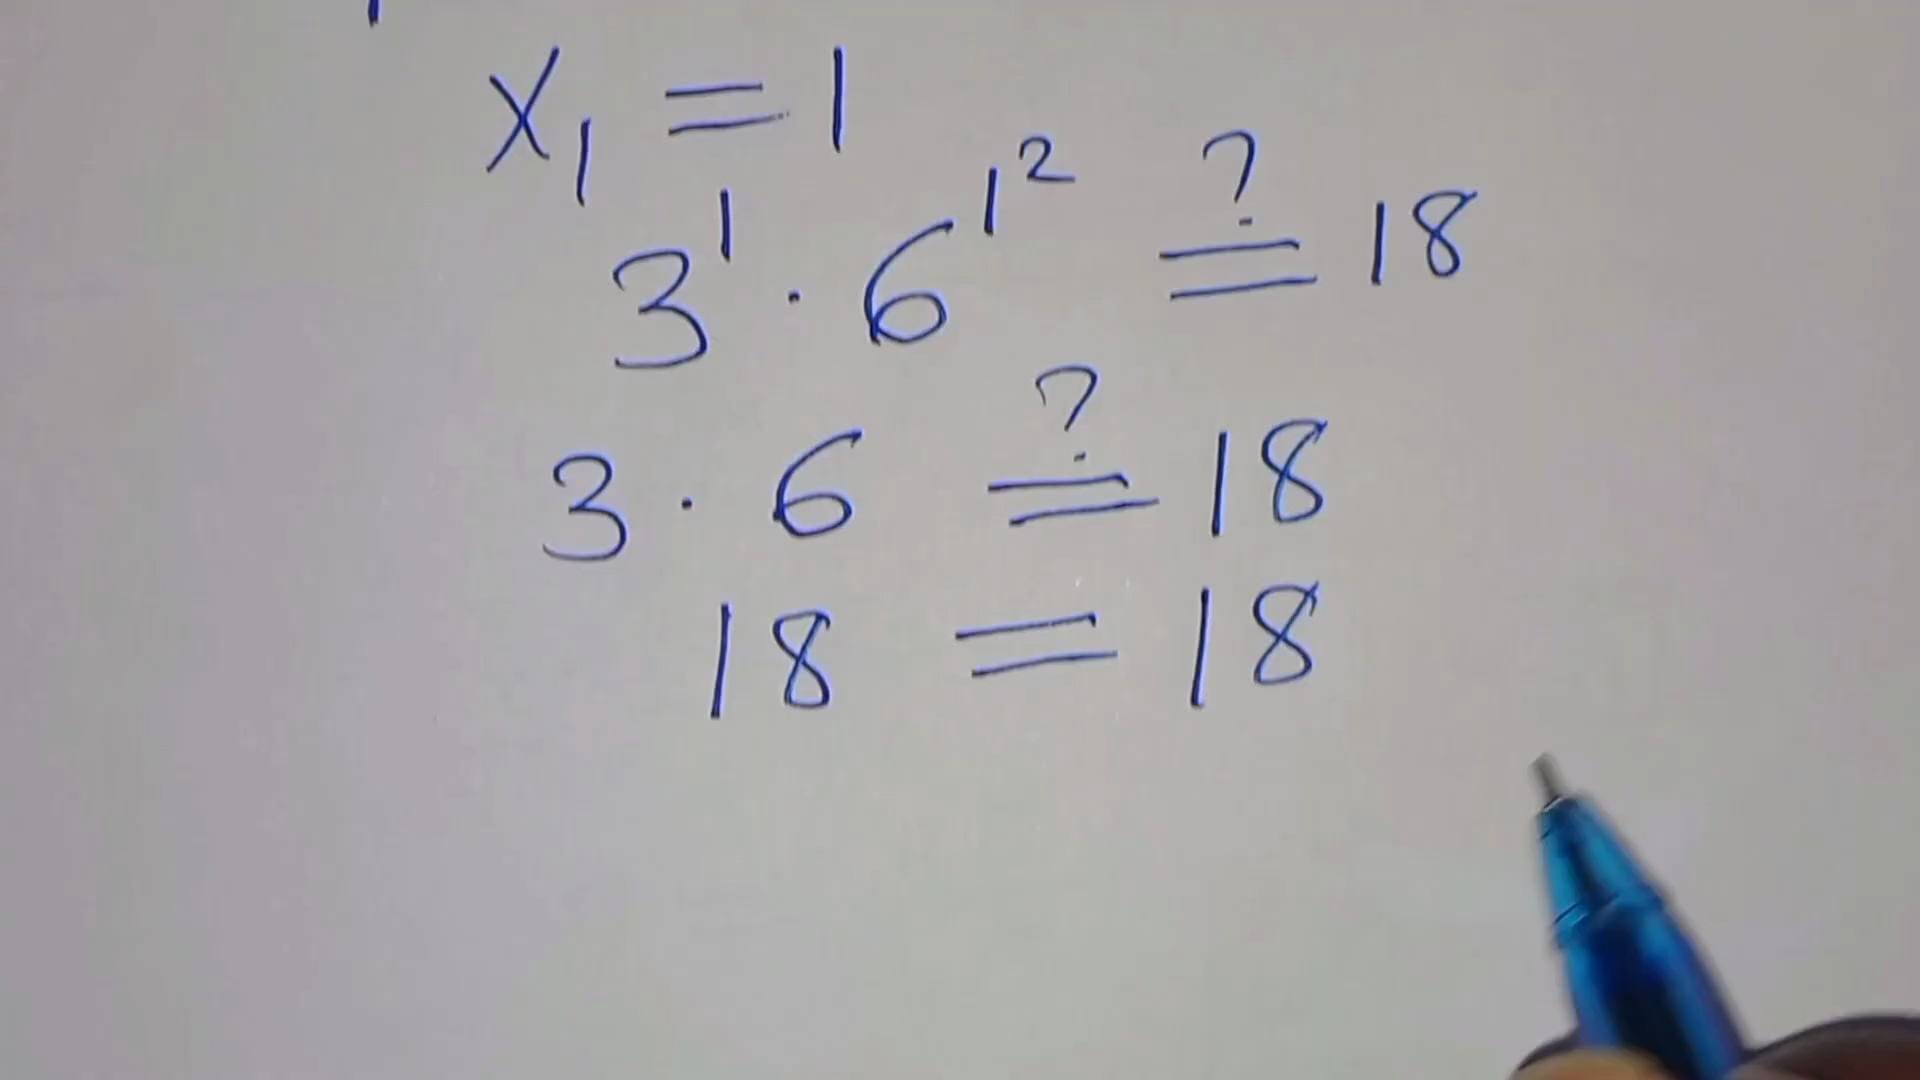 x₁ = 1
3¹ · 6^1² ≟ 18
3 · 6 ≟ 18
18 = 18